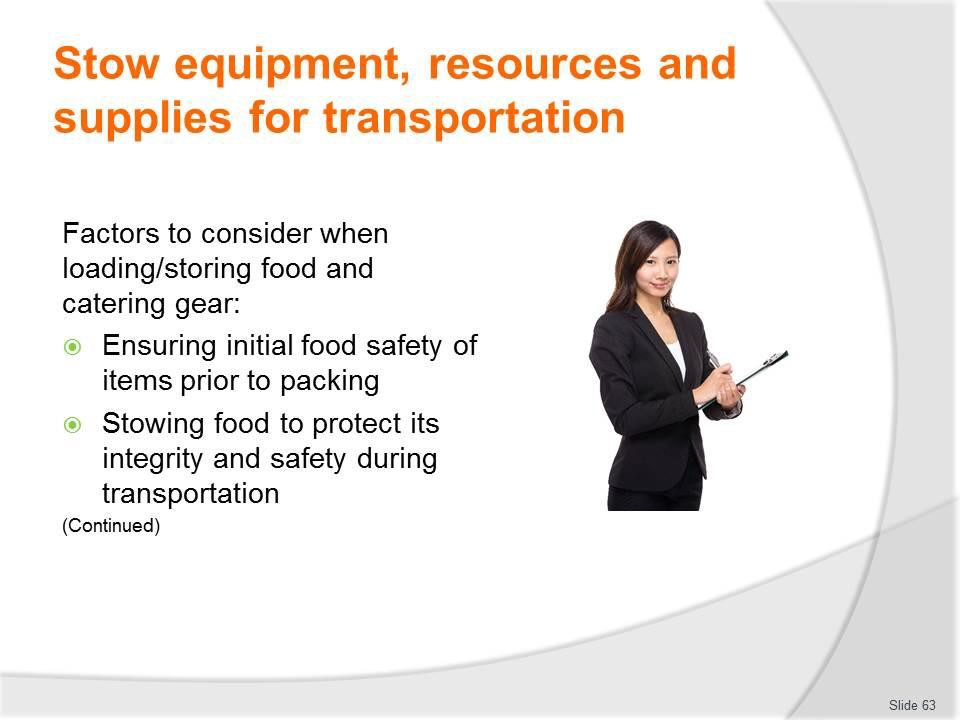 Stow equipment, resources and
supplies for transportation
Factors to consider when
loading/storing food and
catering gear:
Ensuring initial food safety of
items prior to packing
Stowing food to protect its
integrity and safety during
transportation
(Continued)
Slide 63